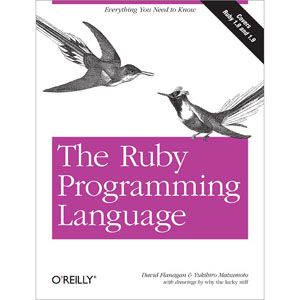 Everything You Need to Know
Covers
Ruby 1.8 and 1.9
The Ruby
Programming
Language
O'REILLY®
David Flanagan & Yukihiro Matsumoto
with drawings by why the lucky stiff